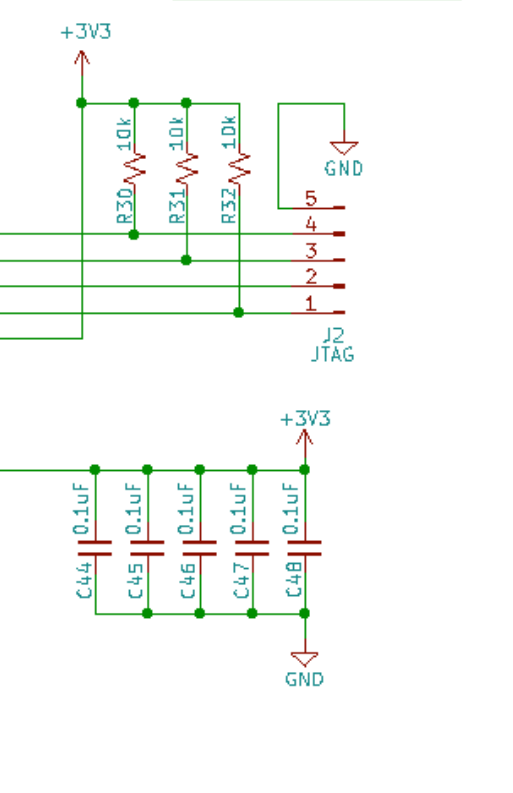 +3V3
10k
10k
10k
R30
R31
R32
GND
5
4
3
2
1
J2
JTAG
+3V3
0.1uF
0.1uF
0.1uF
0.1uF
0.1uF
C44
C45
C46
C47
C48
GND